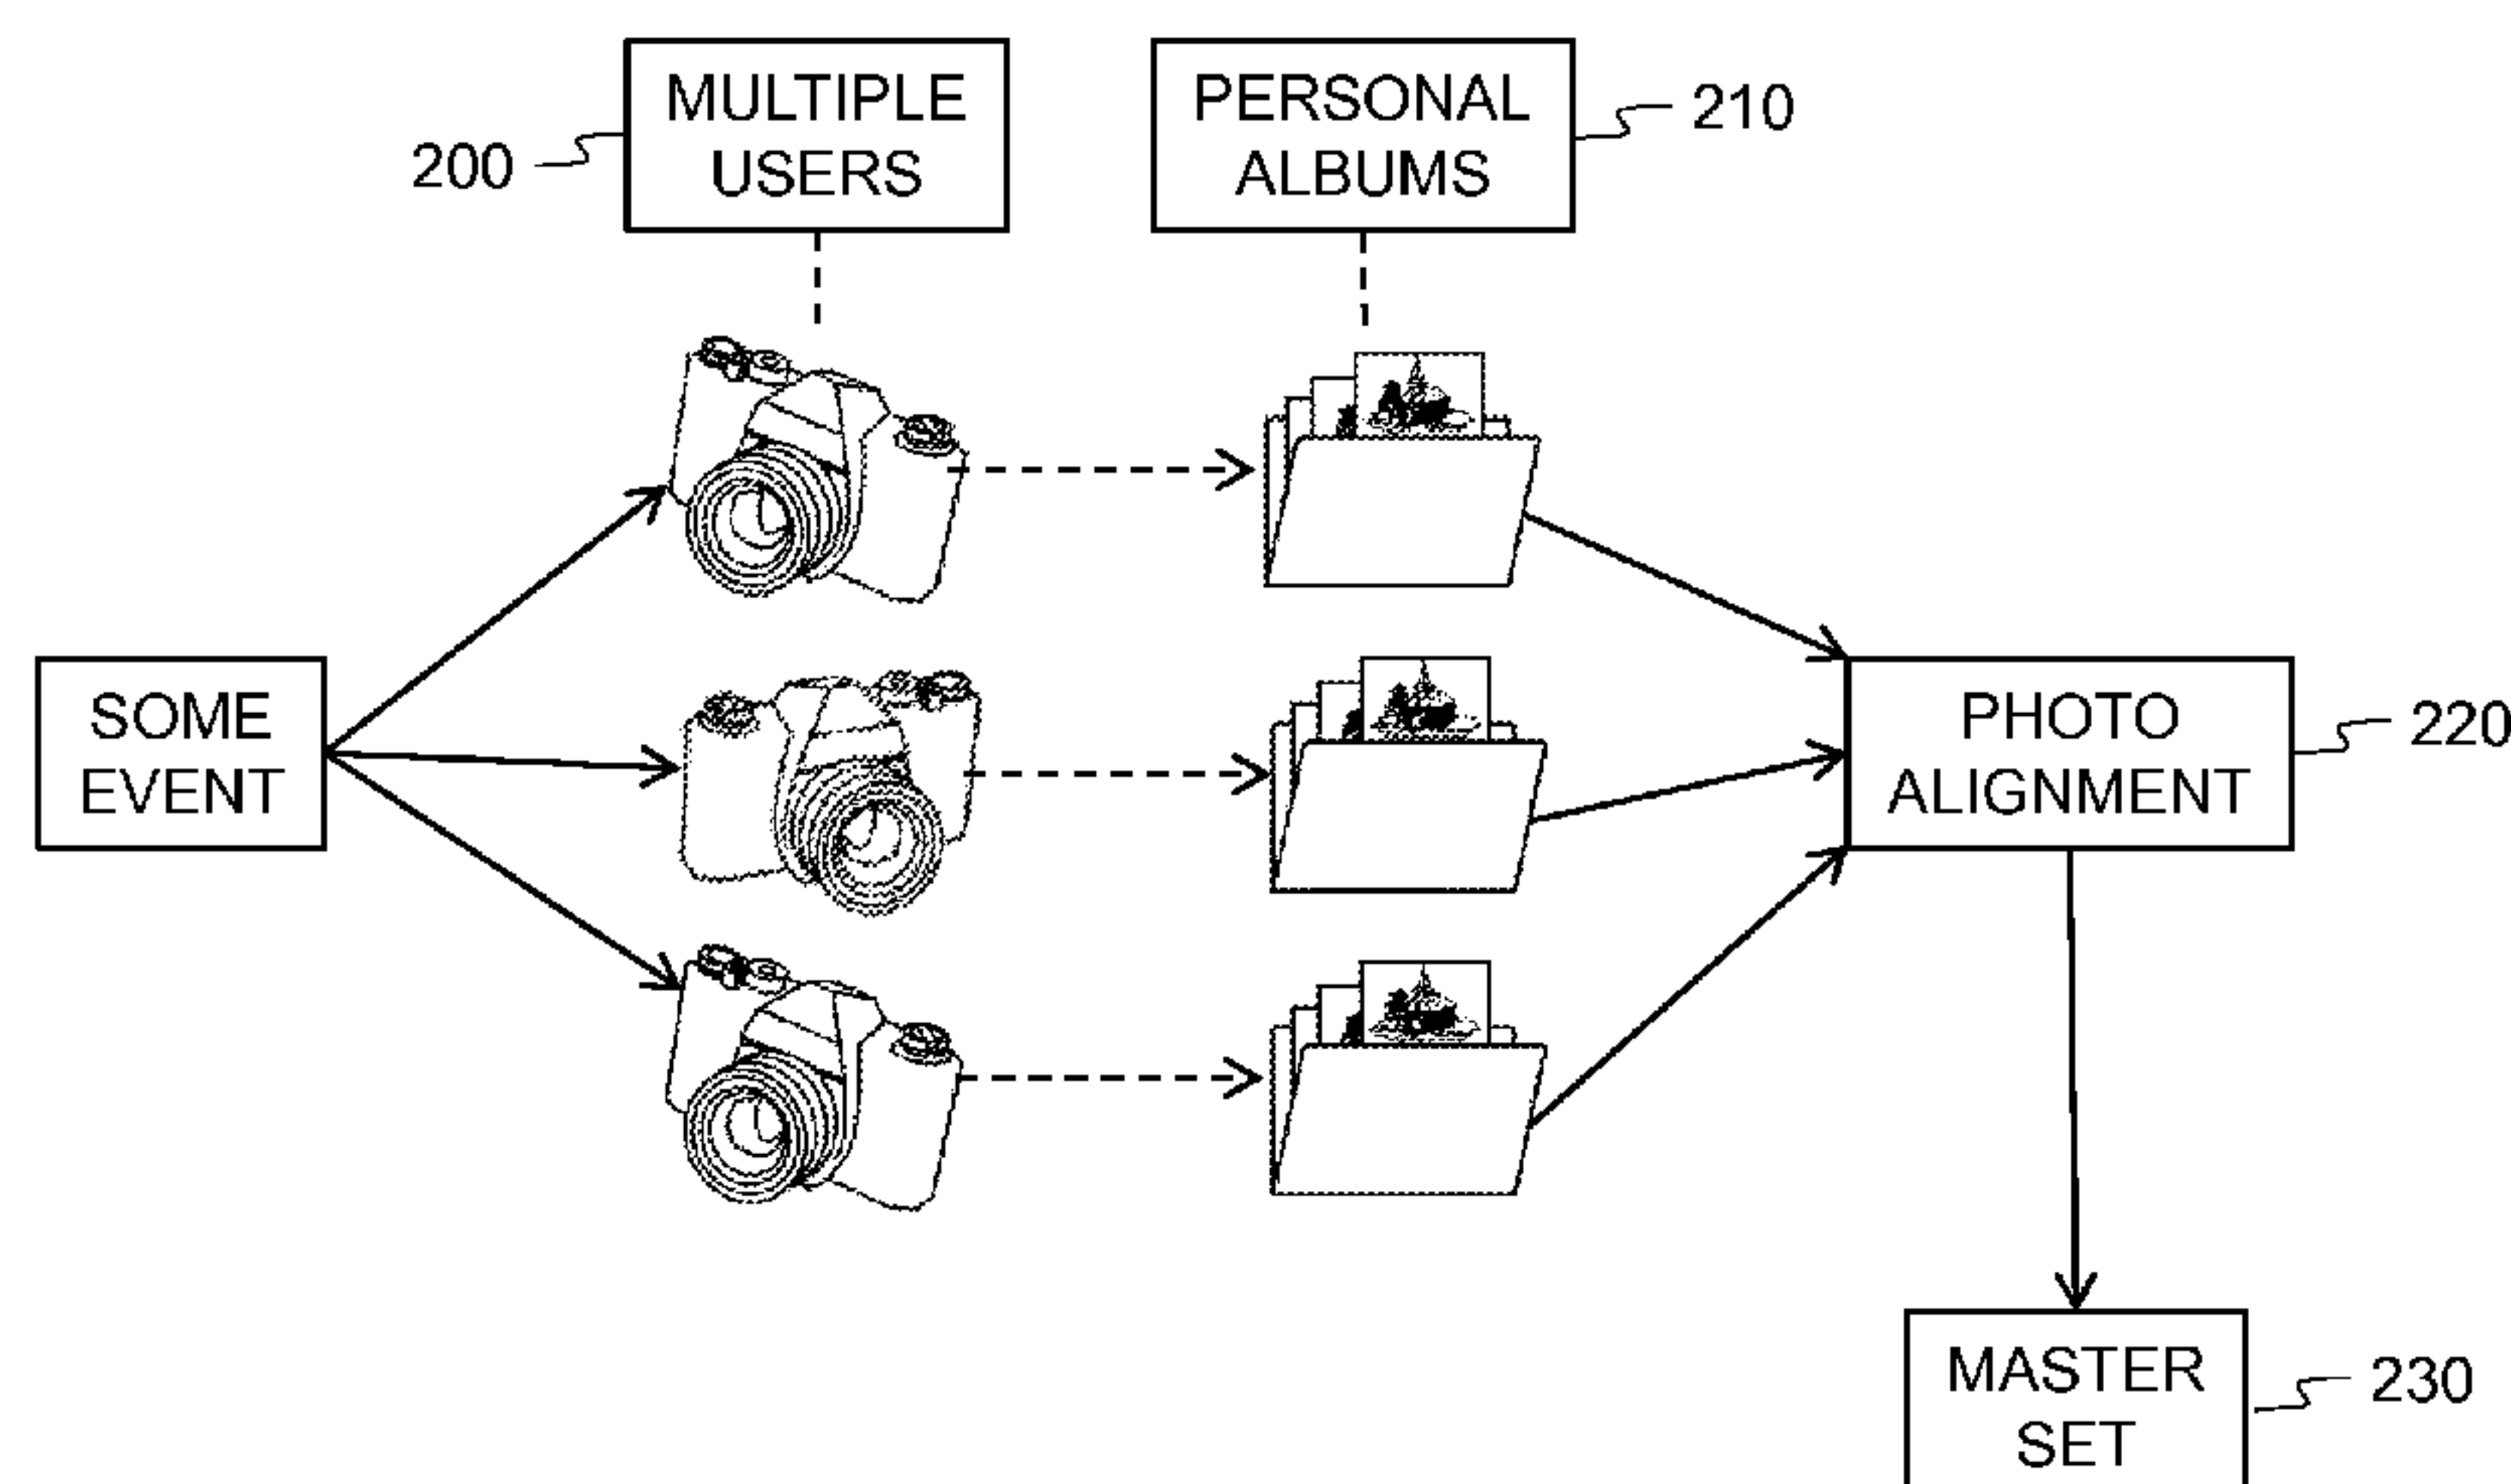 MULTIPLE
USERS
200
PERSONAL
ALBUMS
210
SOME
EVENT
PHOTO
ALIGNMENT
220
MASTER
SET
230